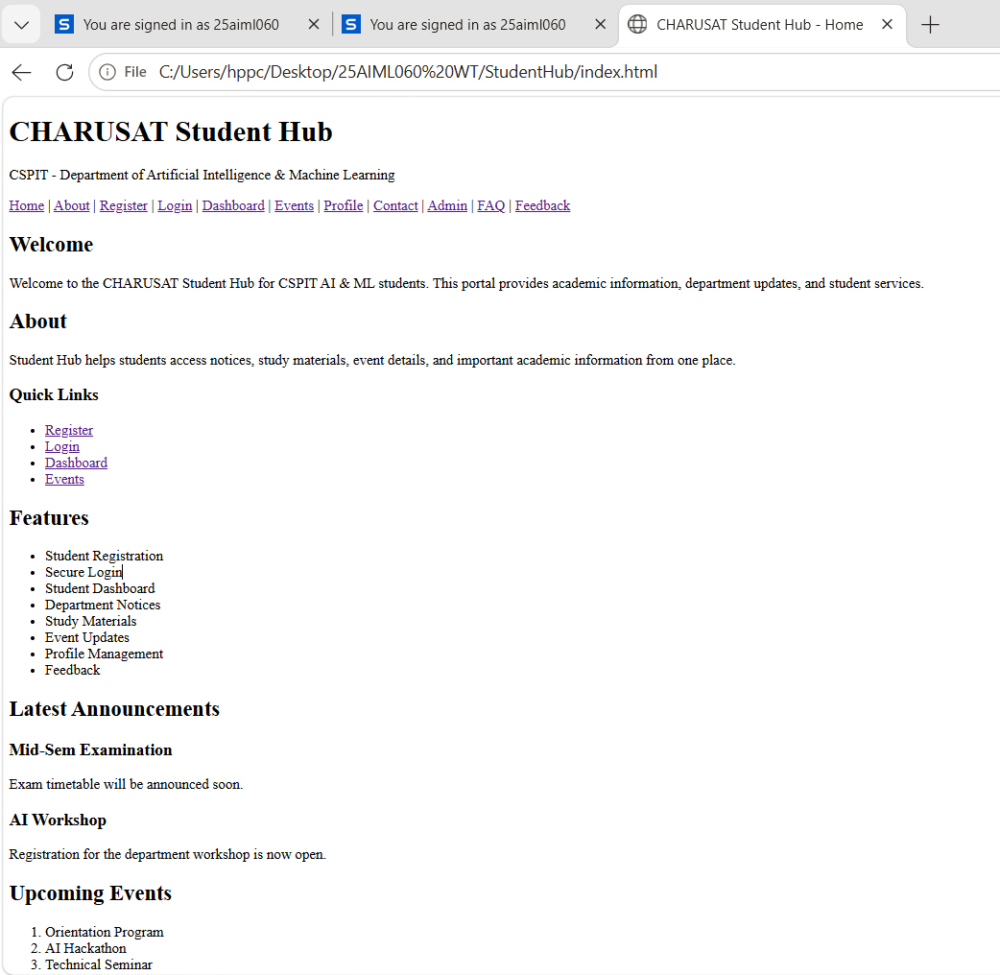 You are signed in as 25aiml060
You are signed in as 25aiml060
CHARUSAT Student Hub - Home
File C:/Users/hppc/Desktop/25AIML060%20WT/StudentHub/index.html
CHARUSAT Student Hub
CSPIT - Department of Artificial Intelligence & Machine Learning
Home | About | Register | Login | Dashboard | Events | Profile | Contact | Admin | FAQ | Feedback
Welcome
Welcome to the CHARUSAT Student Hub for CSPIT AI & ML students. This portal provides academic information, department updates, and student services.
About
Student Hub helps students access notices, study materials, event details, and important academic information from one place.
Quick Links
• Register
• Login
• Dashboard
• Events
Features
• Student Registration
• Secure Login
• Student Dashboard
• Department Notices
• Study Materials
• Event Updates
• Profile Management
• Feedback
Latest Announcements
Mid-Sem Examination
Exam timetable will be announced soon.
AI Workshop
Registration for the department workshop is now open.
Upcoming Events
1. Orientation Program
2. AI Hackathon
3. Technical Seminar